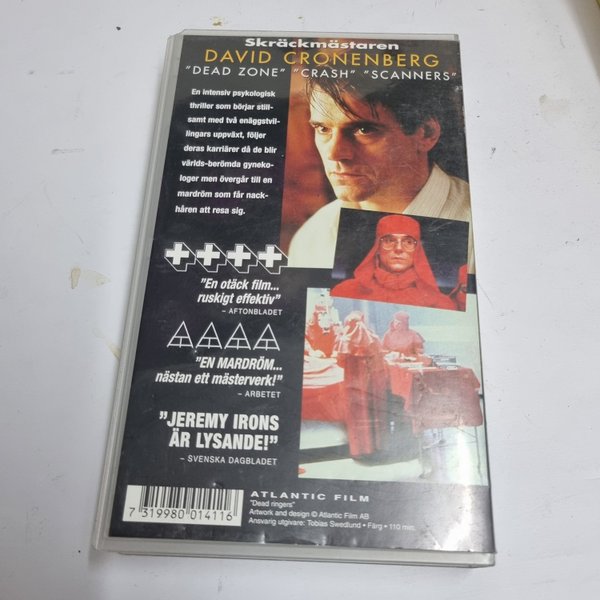 Skräckmästaren
DAVID CRONENBERG
"DEAD ZONE" "CRASH" "SCANNERS"
En intensiv psykologisk
thriller som börjar still-
samt med två enäggstvil-
lingars uppväxt, följer
deras karriärer då de blir
världs-berömda gyneko-
loger men övergår till en
mardröm som får nack-
håren att resa sig.
"En otäck film...
ruskigt effektiv"
– AFTONBLADET
"EN MARDRÖM...
nästan ett mästerverk!"
– ARBETET
"JEREMY IRONS
ÄR LYSANDE!"
– SVENSKA DAGBLADET
7 319980 014116
ATLANTIC FILM
"Dead ringers"
Artwork and design © Atlantic Film AB
Ansvarig utgivare: Tobias Swedlund • Färg • 110 min.